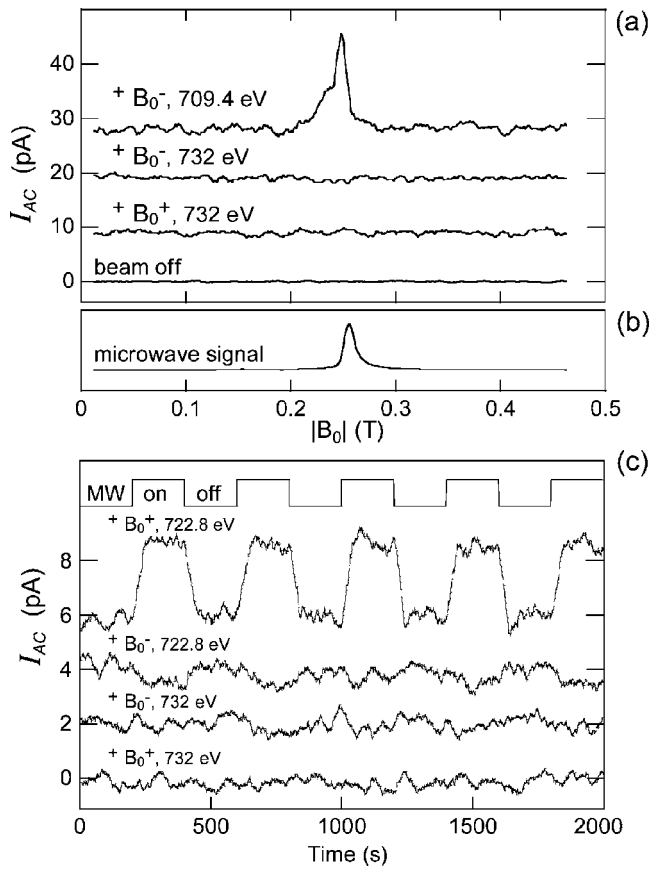 (a)
40
⁺ B₀⁻, 709.4 eV
30
⁺ B₀⁻, 732 eV
20
⁺ B₀⁺, 732 eV
10
beam off
0
I_AC (pA)
(b)
microwave signal
0 0.1 0.2 0.3 0.4 0.5
|B₀| (T)
(c)
MW on off
⁺ B₀⁺, 722.8 eV
8
6
⁺ B₀⁻, 722.8 eV
4
⁺ B₀⁻, 732 eV
2
⁺ B₀⁺, 732 eV
0
I_AC (pA)
0 500 1000 1500 2000
Time (s)